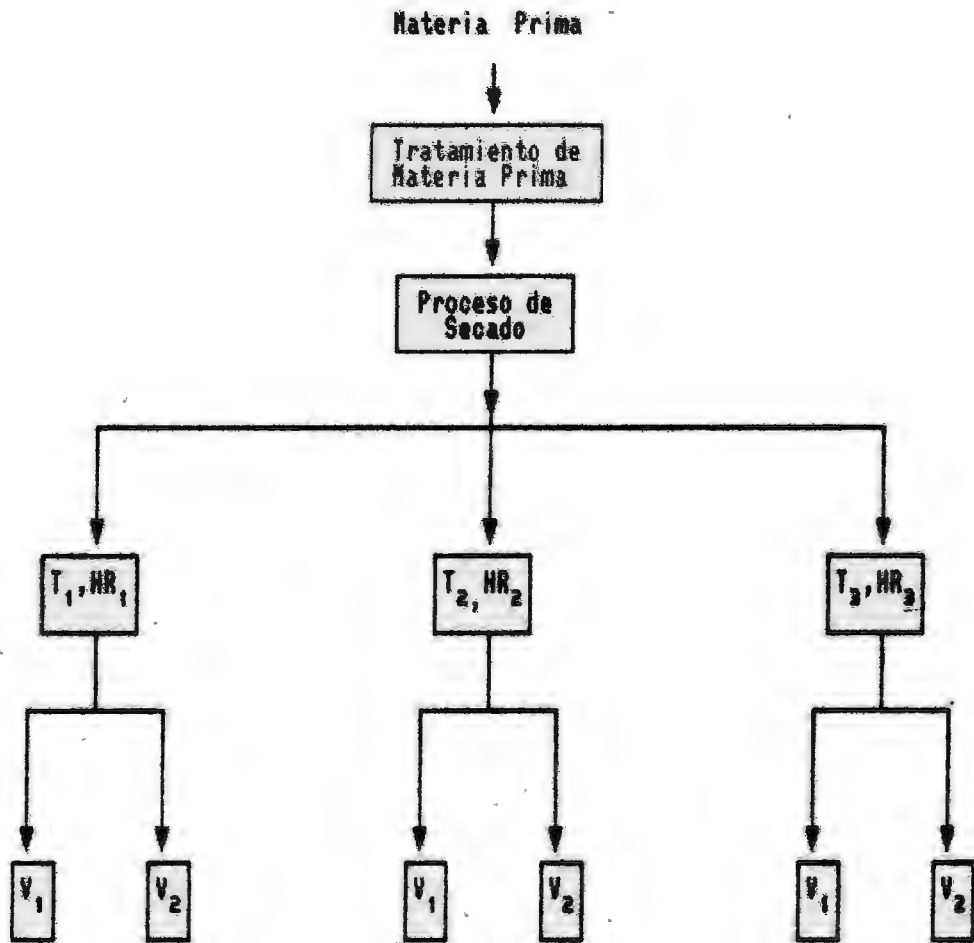 Materia Prima
Tratamiento de
Materia Prima
Proceso de
Secado
T₁,HR₁
T₂,HR₂
T₃,HR₃
V₁
V₂
V₁
V₂
V₁
V₂